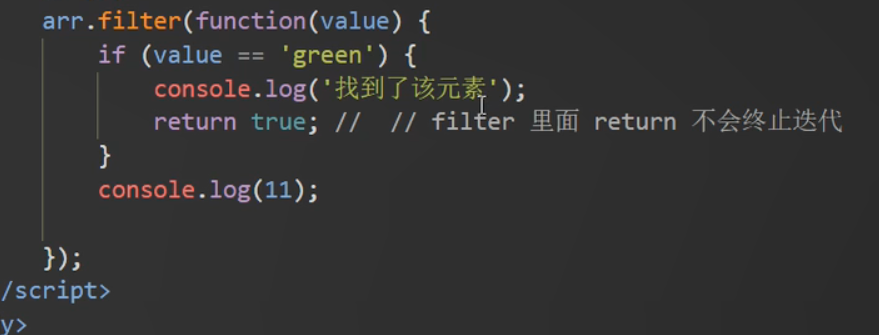 arr.filter(function(value) {
if (value == 'green') {
console.log('找到了该元素');
return true; //  // filter 里面 return 不会终止迭代
}
console.log(11);
});
/script>
y>